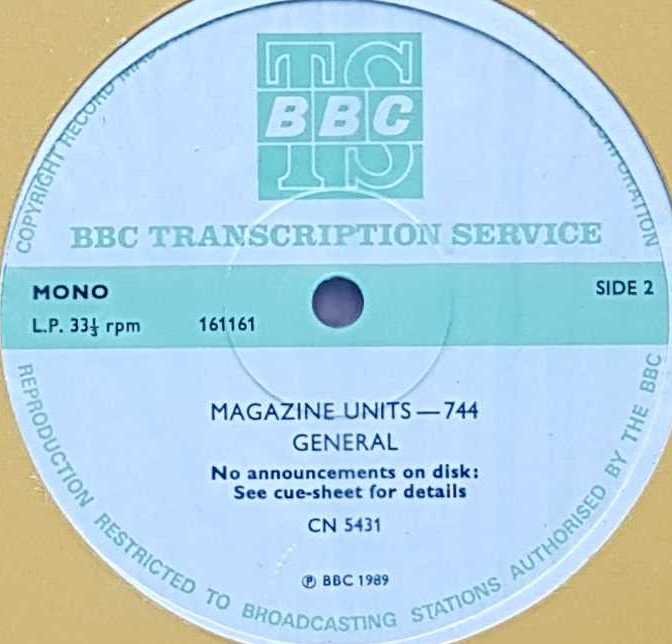 COPYRIGHT RECORD
CORPORATION
TS
BBC
BBC TRANSCRIPTION SERVICE
MONO
SIDE 2
L.P. 33⅓ rpm 161161
MAGAZINE UNITS — 744
GENERAL
No announcements on disk:
See cue-sheet for details
CN 5431
℗ BBC 1989
REPRODUCTION RESTRICTED TO BROADCASTING STATIONS AUTHORISED BY THE BBC